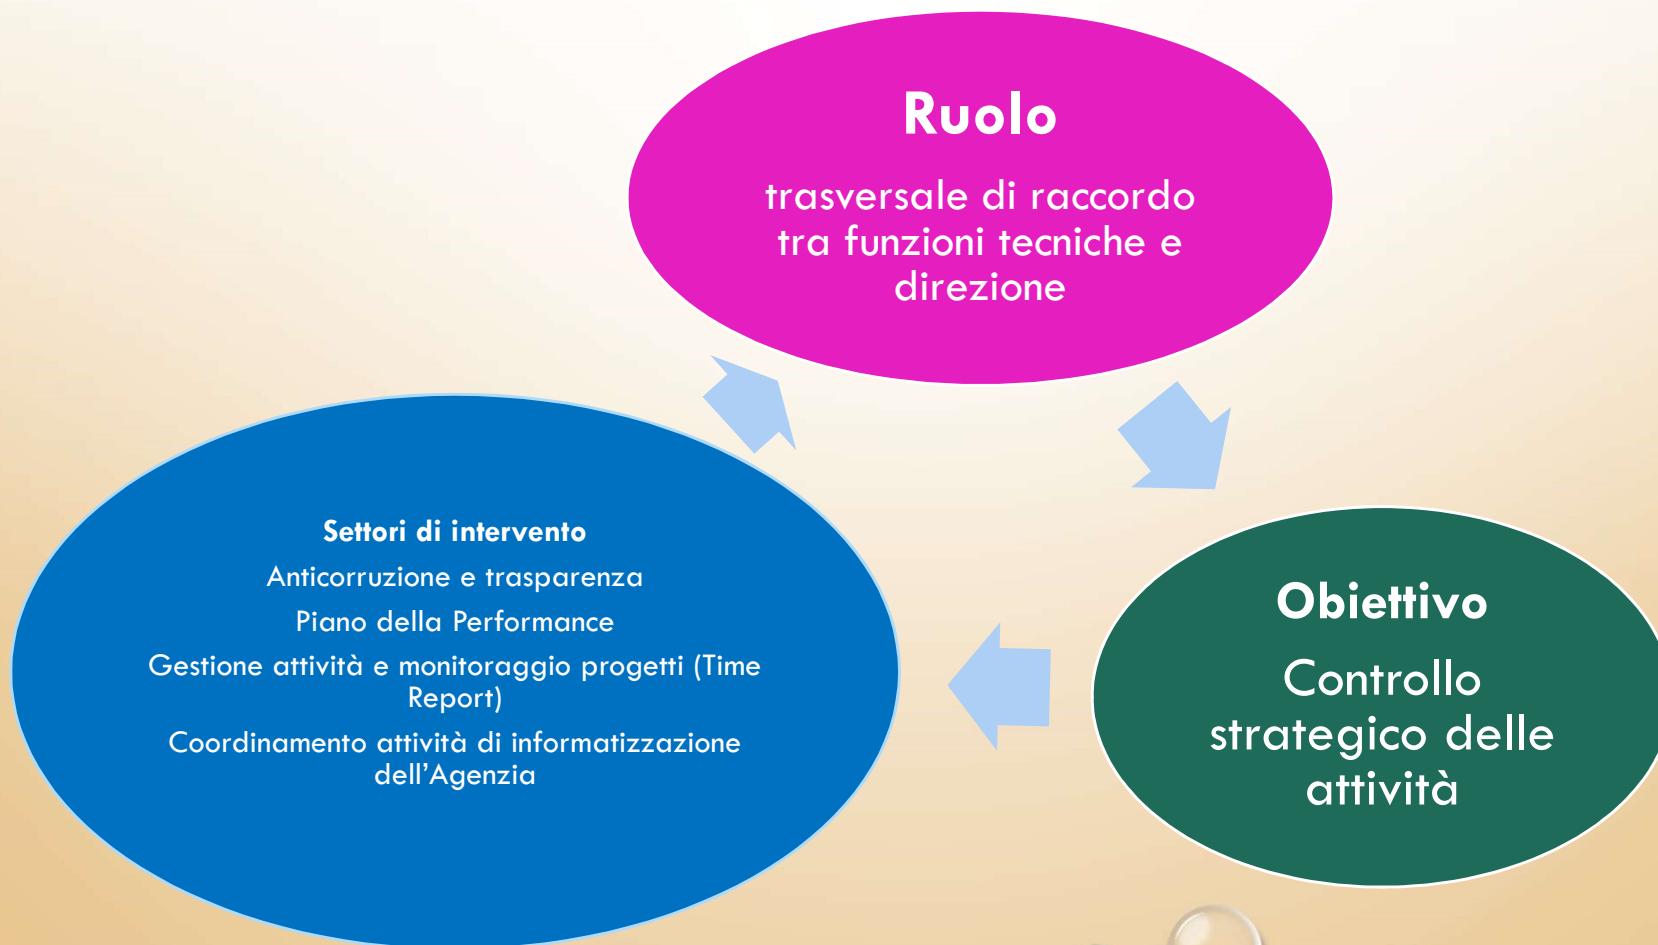 Ruolo
trasversale di raccordo
tra funzioni tecniche e
direzione
Obiettivo
Controllo
strategico delle
attività
Settori di intervento
Anticorruzione e trasparenza
Piano della Performance
Gestione attività e monitoraggio progetti (Time
Report)
Coordinamento attività di informatizzazione
dell’Agenzia